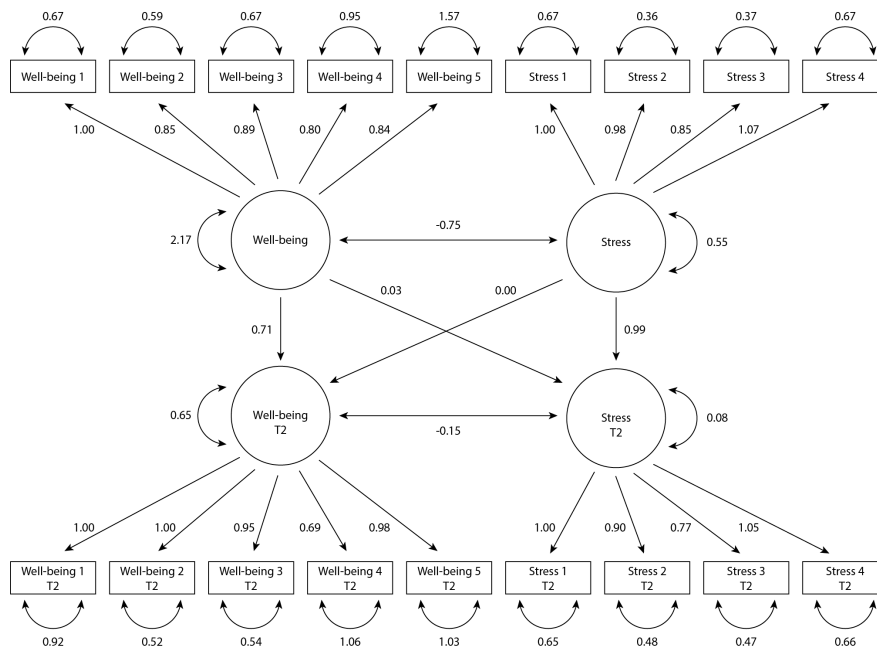 0.67 0.59 0.67 0.95 1.57 0.67 0.36 0.37 0.67
Well-being 1 Well-being 2 Well-being 3 Well-being 4 Well-being 5 Stress 1 Stress 2 Stress 3 Stress 4
1.00 0.85 0.89 0.80 0.84 1.00 0.98 0.85 1.07
-0.75
2.17 Well-being Stress 0.55
0.03 0.00
0.71 0.99
0.65 Well-being Stress 0.08
T2 T2
-0.15
1.00 1.00 0.95 0.69 0.98 1.00 0.90 0.77 1.05
Well-being 1 Well-being 2 Well-being 3 Well-being 4 Well-being 5 Stress 1 Stress 2 Stress 3 Stress 4
T2 T2 T2 T2 T2 T2 T2 T2 T2
0.92 0.52 0.54 1.06 1.03 0.65 0.48 0.47 0.66